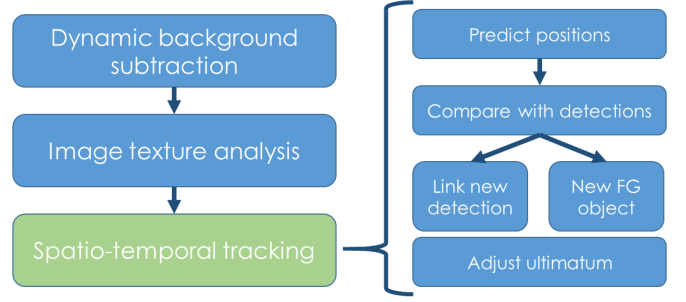 Dynamic background
subtraction
Image texture analysis
Spatio-temporal tracking
Predict positions
Compare with detections
Link new
detection
New FG
object
Adjust ultimatum